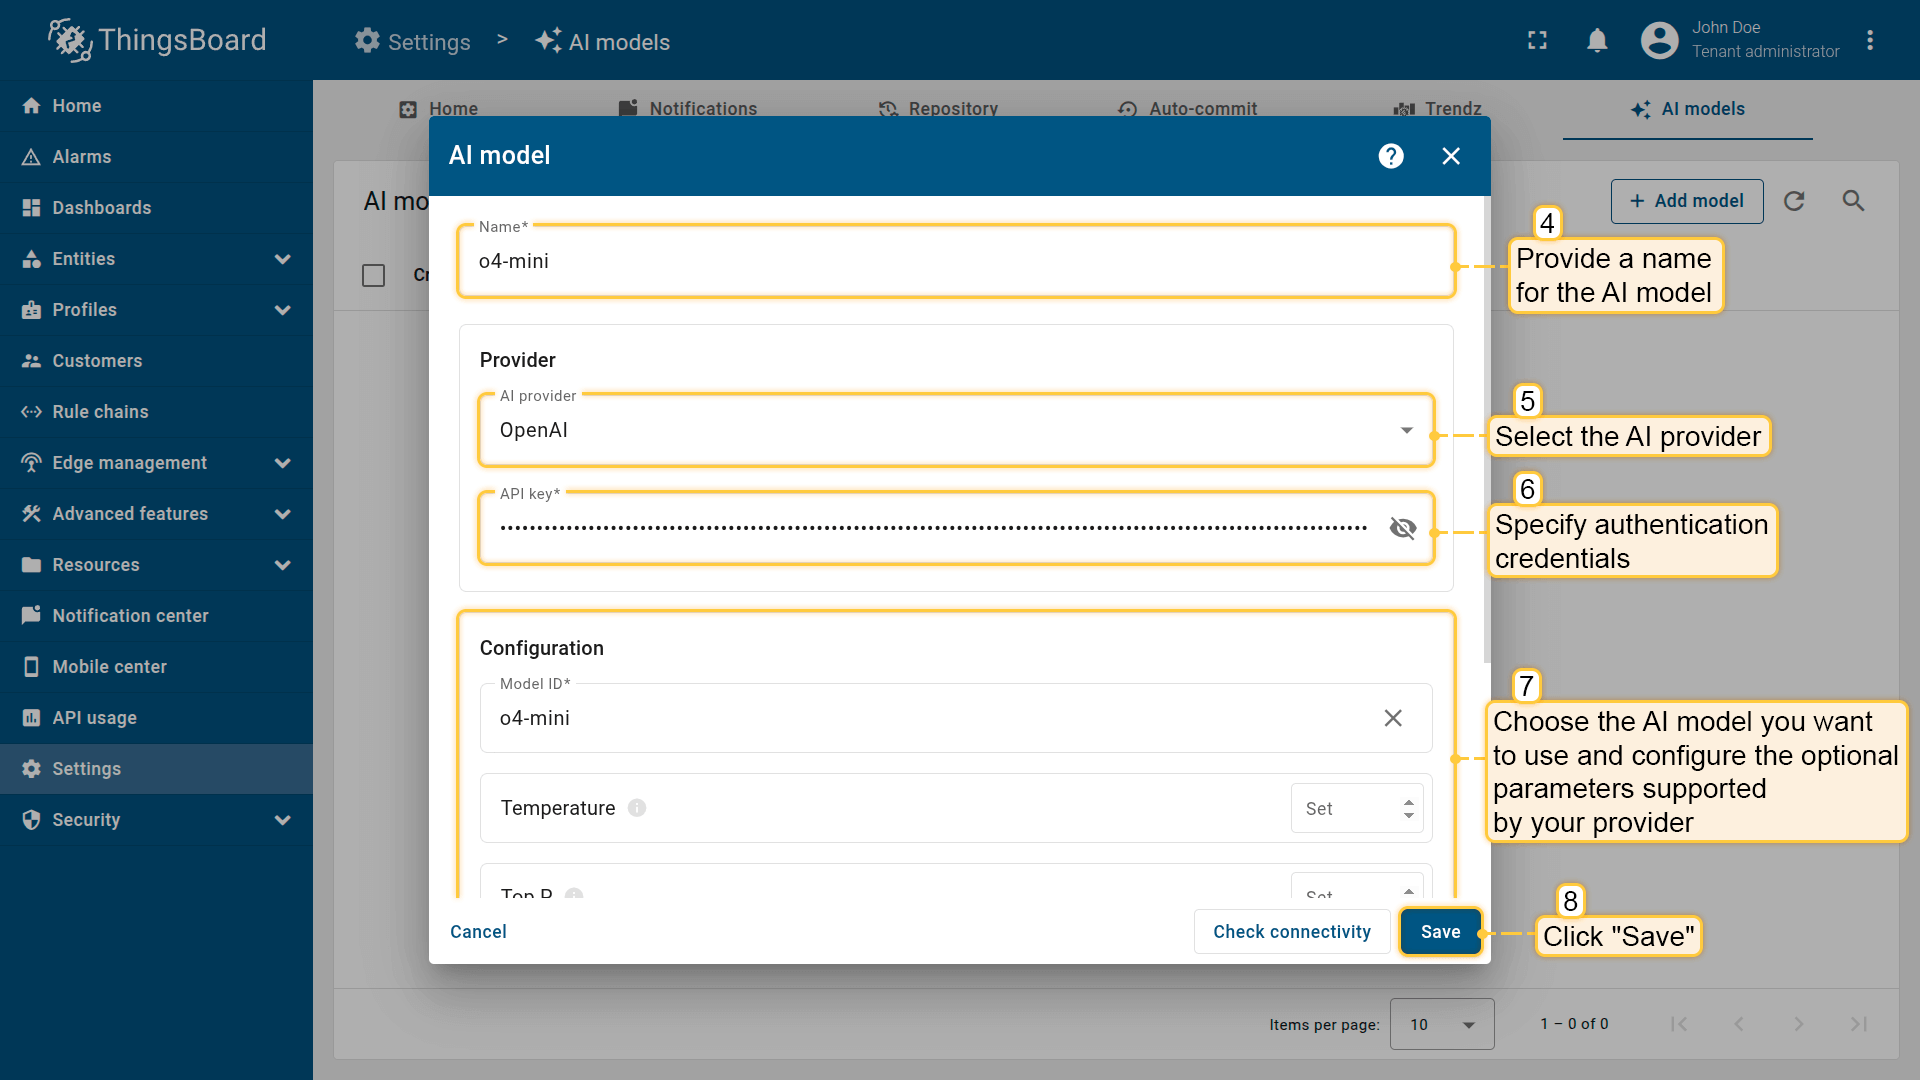 ThingsBoard
Settings > AI models
John Doe
Tenant administrator
Home
Alarms
Dashboards
Entities
Profiles
Customers
Rule chains
Edge management
Advanced features
Resources
Notification center
Mobile center
API usage
Settings
Security
Home
Notifications
Repository
Auto-commit
Trendz
AI models
AI mo
+ Add model
Cr
AI model
Name*
o4-mini
Provider
AI provider
OpenAI
API key*
Configuration
Model ID*
o4-mini
Temperature
Set
Top P
Set
Cancel
Check connectivity
Save
4
Provide a name
for the AI model
5
Select the AI provider
6
Specify authentication
credentials
7
Choose the AI model you want
to use and configure the optional
parameters supported
by your provider
8
Click "Save"
Items per page: 10
1 – 0 of 0